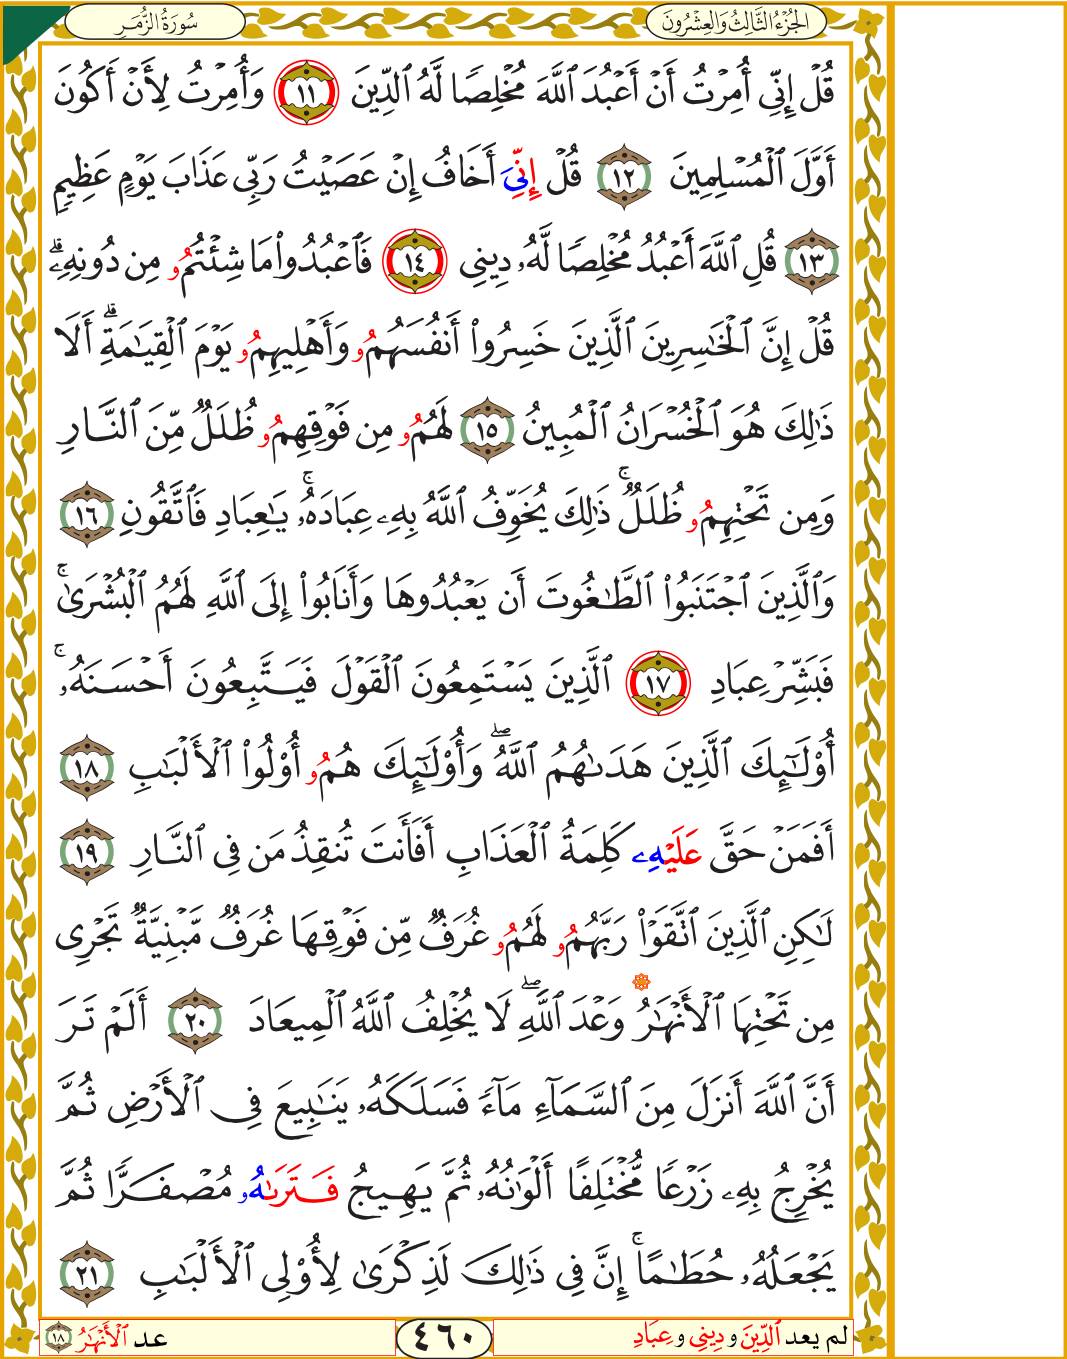 الجُزْءُ الثَّالِثُ وَالعِشْرُونَ سُورَةُ الزُّمَر
قُلۡ إِنِّيٓ أُمِرۡتُ أَنۡ أَعۡبُدَ ٱللَّهَ مُخۡلِصٗا لَّهُ ٱلدِّينَ ١١ وَأُمِرۡتُ لِأَنۡ أَكُونَ
أَوَّلَ ٱلۡمُسۡلِمِينَ ١٢ قُلۡ إِنِّيَ أَخَافُ إِنۡ عَصَيۡتُ رَبِّي عَذَابَ يَوۡمٍ عَظِيمٖ
١٣ قُلِ ٱللَّهَ أَعۡبُدُ مُخۡلِصٗا لَّهُۥ دِينِي ١٤ فَٱعۡبُدُواْ مَا شِئۡتُمُۥ مِن دُونِهِۦۗ
قُلۡ إِنَّ ٱلۡخَٰسِرِينَ ٱلَّذِينَ خَسِرُوٓاْ أَنفُسَهُمُۥ وَأَهۡلِيهِمُۥ يَوۡمَ ٱلۡقِيَٰمَةِۗ أَلَا
ذَٰلِكَ هُوَ ٱلۡخُسۡرَانُ ٱلۡمُبِينُ ١٥ لَهُمُۥ مِن فَوۡقِهِمُۥ ظُلَلٞ مِّنَ ٱلنَّارِ
وَمِن تَحۡتِهِمُۥ ظُلَلٞۚ ذَٰلِكَ يُخَوِّفُ ٱللَّهُ بِهِۦ عِبَادَهُۥۚ يَٰعِبَادِ فَٱتَّقُونِ ١٦
وَٱلَّذِينَ ٱجۡتَنَبُواْ ٱلطَّٰغُوتَ أَن يَعۡبُدُوهَا وَأَنَابُوٓاْ إِلَى ٱللَّهِ لَهُمُ ٱلۡبُشۡرَىٰۚ
فَبَشِّرۡ عِبَادِ ١٧ ٱلَّذِينَ يَسۡتَمِعُونَ ٱلۡقَوۡلَ فَيَتَّبِعُونَ أَحۡسَنَهُۥٓۚ
أُوْلَٰٓئِكَ ٱلَّذِينَ هَدَىٰهُمُ ٱللَّهُۖ وَأُوْلَٰٓئِكَ هُمُۥ أُوْلُواْ ٱلۡأَلۡبَٰبِ ١٨
أَفَمَنۡ حَقَّ عَلَيۡهِۦ كَلِمَةُ ٱلۡعَذَابِ أَفَأَنتَ تُنقِذُ مَن فِي ٱلنَّارِ ١٩
لَٰكِنِ ٱلَّذِينَ ٱتَّقَوۡاْ رَبَّهُمُۥ لَهُمُۥ غُرَفٞ مِّن فَوۡقِهَا غُرَفٞ مَّبۡنِيَّةٞ تَجۡرِي
مِن تَحۡتِهَا ٱلۡأَنۡهَٰرُ وَعۡدَ ٱللَّهِۖ لَا يُخۡلِفُ ٱللَّهُ ٱلۡمِيعَادَ ٢٠ أَلَمۡ تَرَ
أَنَّ ٱللَّهَ أَنزَلَ مِنَ ٱلسَّمَآءِ مَآءٗ فَسَلَكَهُۥ يَنَٰبِيعَ فِي ٱلۡأَرۡضِ ثُمَّ
يُخۡرِجُ بِهِۦ زَرۡعٗا مُّخۡتَلِفًا أَلۡوَٰنُهُۥ ثُمَّ يَهِيجُ فَتَرَىٰهُۥ مُصۡفَرّٗا ثُمَّ
يَجۡعَلُهُۥ حُطَٰمًاۚ إِنَّ فِي ذَٰلِكَ لَذِكۡرَىٰ لِأُوْلِي ٱلۡأَلۡبَٰبِ ٢١
لم يعد ٱلدِّينَ و دِينِي و عِبَادِ ٤٦٠ عد ٱلۡأَنۡهَٰرُ ١٨